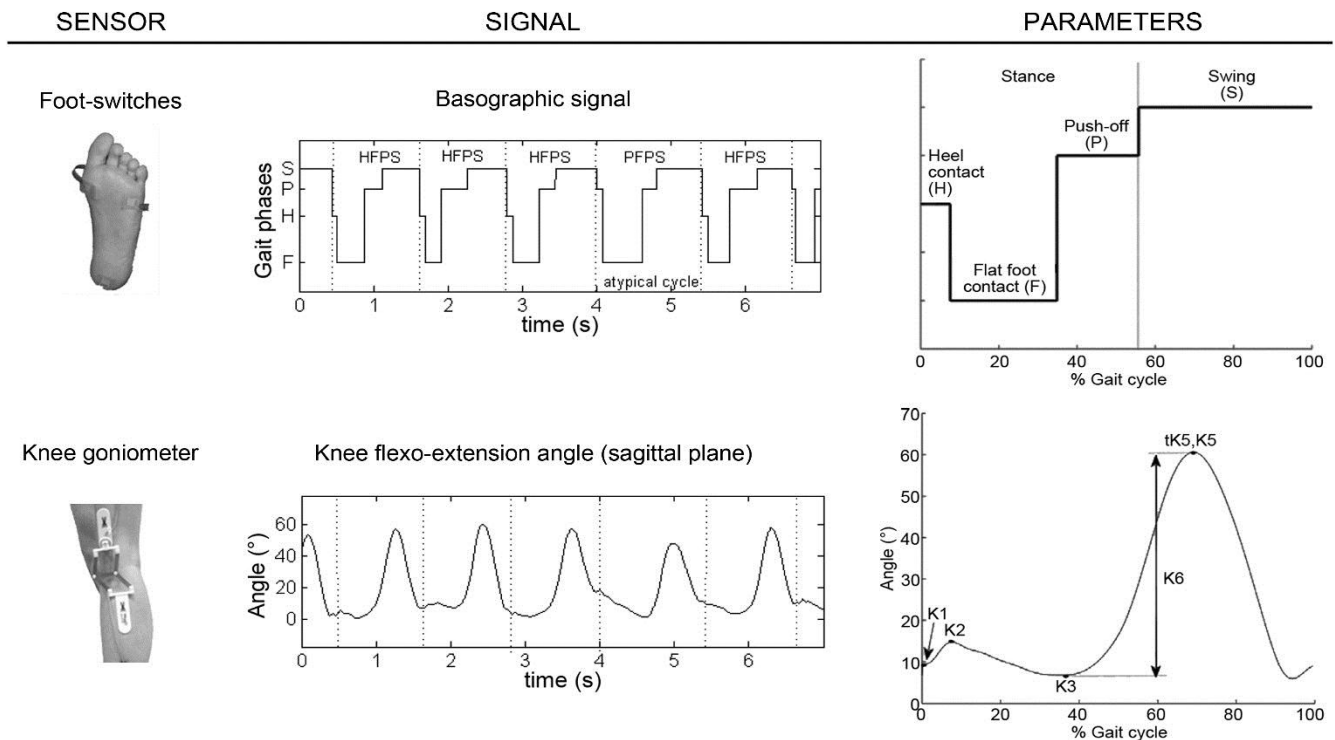 SENSOR
SIGNAL
PARAMETERS
Foot-switches
Basographic signal
Gait phases
S
P
H
F
HFPS
HFPS
HFPS
PFPS
HFPS
atypical cycle
1
2
3
4
5
6
time (s)
Stance
Swing
(S)
Push-off
(P)
Heel
contact
(H)
Flat foot
contact (F)
0
20
40
60
80
100
% Gait cycle
Knee goniometer
Knee flexo-extension angle (sagittal plane)
Angle (°)
60
40
20
0
0
1
2
3
4
5
6
time (s)
Angle (°)
70
60
50
40
30
20
10
0
K1
K2
K3
tK5,K5
K6
0
20
40
60
80
100
% Gait cycle